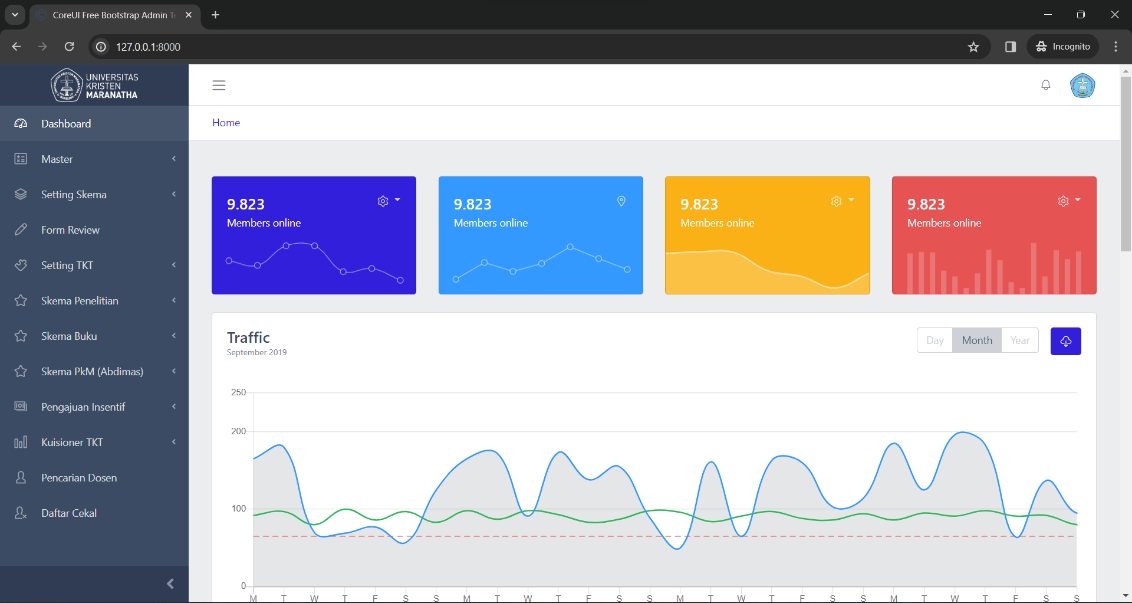 CoreUI Free Bootstrap Admin Te
127.0.0.1:8000
Incognito
UNIVERSITAS
KRISTEN
MARANATHA
Dashboard
Master
Setting Skema
Form Review
Setting TKT
Skema Penelitian
Skema Buku
Skema PkM (Abdimas)
Pengajuan Insentif
Kuisioner TKT
Pencarian Dosen
Daftar Cekal
Home
9.823
Members online
9.823
Members online
9.823
Members online
9.823
Members online
Traffic
September 2019
Day Month Year
250
200
100
0
M T W T F S S M T W T F S S M T W T F S S M T W T F S S